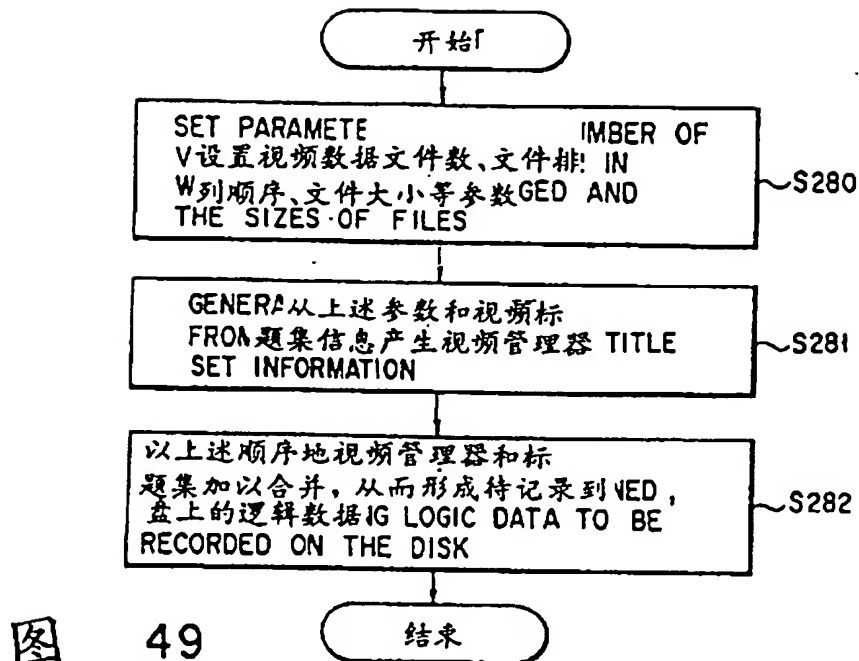 开始
SET PARAMETE IMBER OF
V设置视频数据文件数、文件排! IN
W列顺序、文件大小等参数GED AND
THE SIZES OF FILES
S280
GENERA从上述参数和视频标
FROM题集信息产生视频管理器 TITLE
SET INFORMATION
S281
以上述顺序地视频管理器和标
题集加以合并，从而形成待记录到NED,
盘上的逻辑数据IG LOGIC DATA TO BE
RECORDED ON THE DISK
S282
结束
图 49